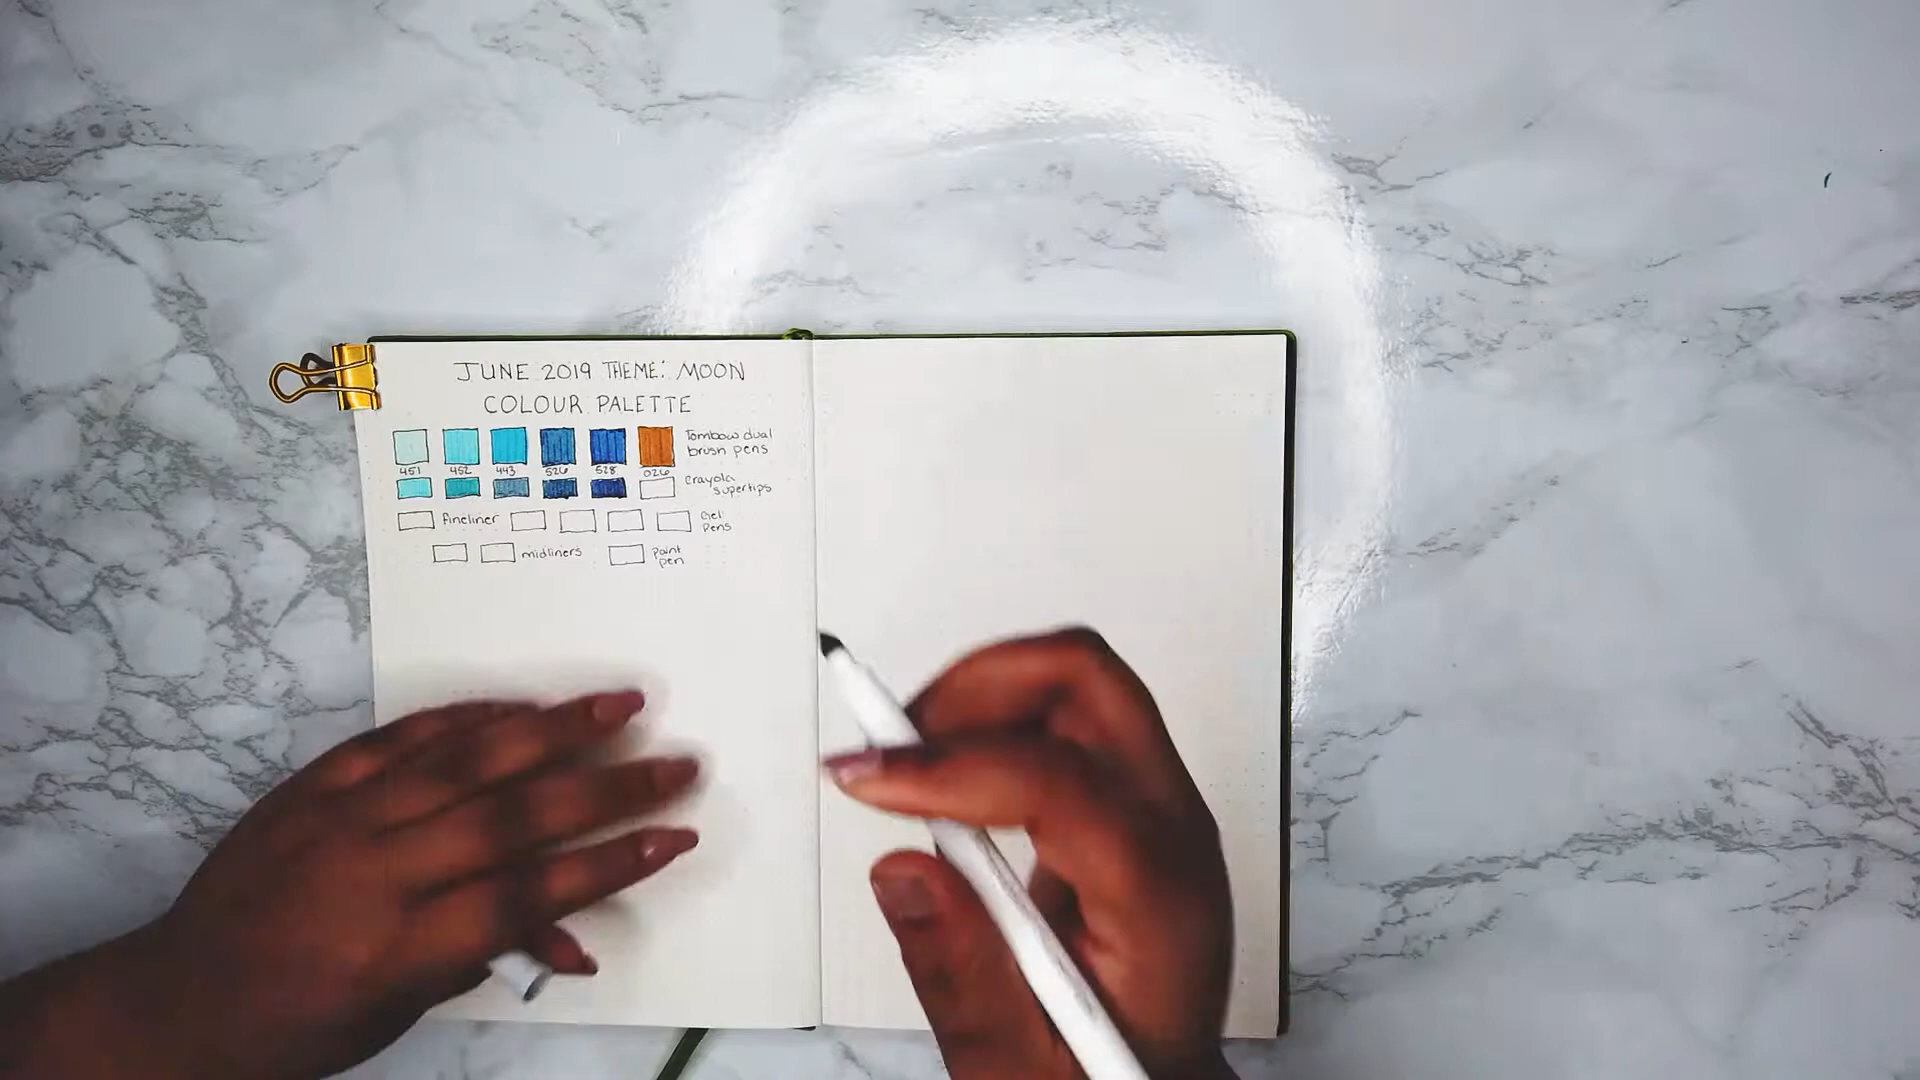 JUNE 2019 THEME: MOON
COLOUR PALETTE
Tombow dual
brush pens
451 452 443 526 528 026
crayola
supertips
fineliner
Gel
Pens
midliners
paint
pen